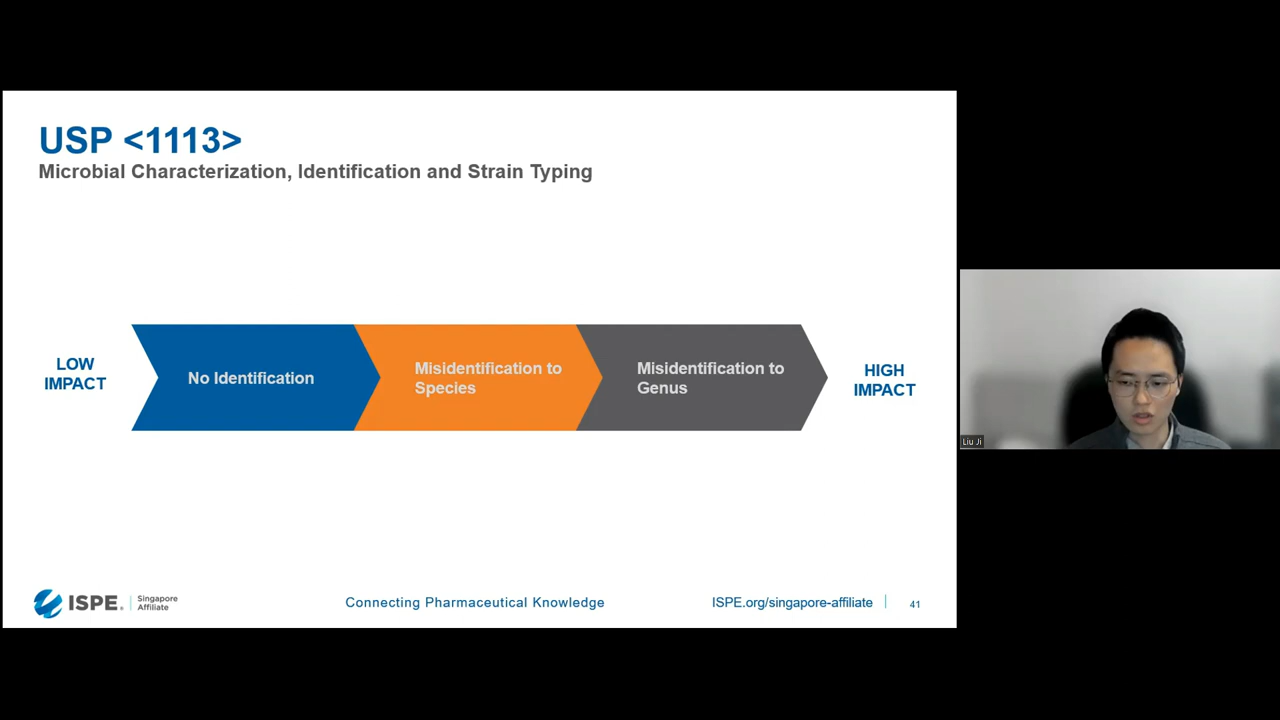 USP <1113>
Microbial Characterization, Identification and Strain Typing
LOW
IMPACT
No Identification
Misidentification to
Species
Misidentification to
Genus
HIGH
IMPACT
Liu Ji
ISPE®
Singapore
Affiliate
Connecting Pharmaceutical Knowledge
ISPE.org/singapore-affiliate
41